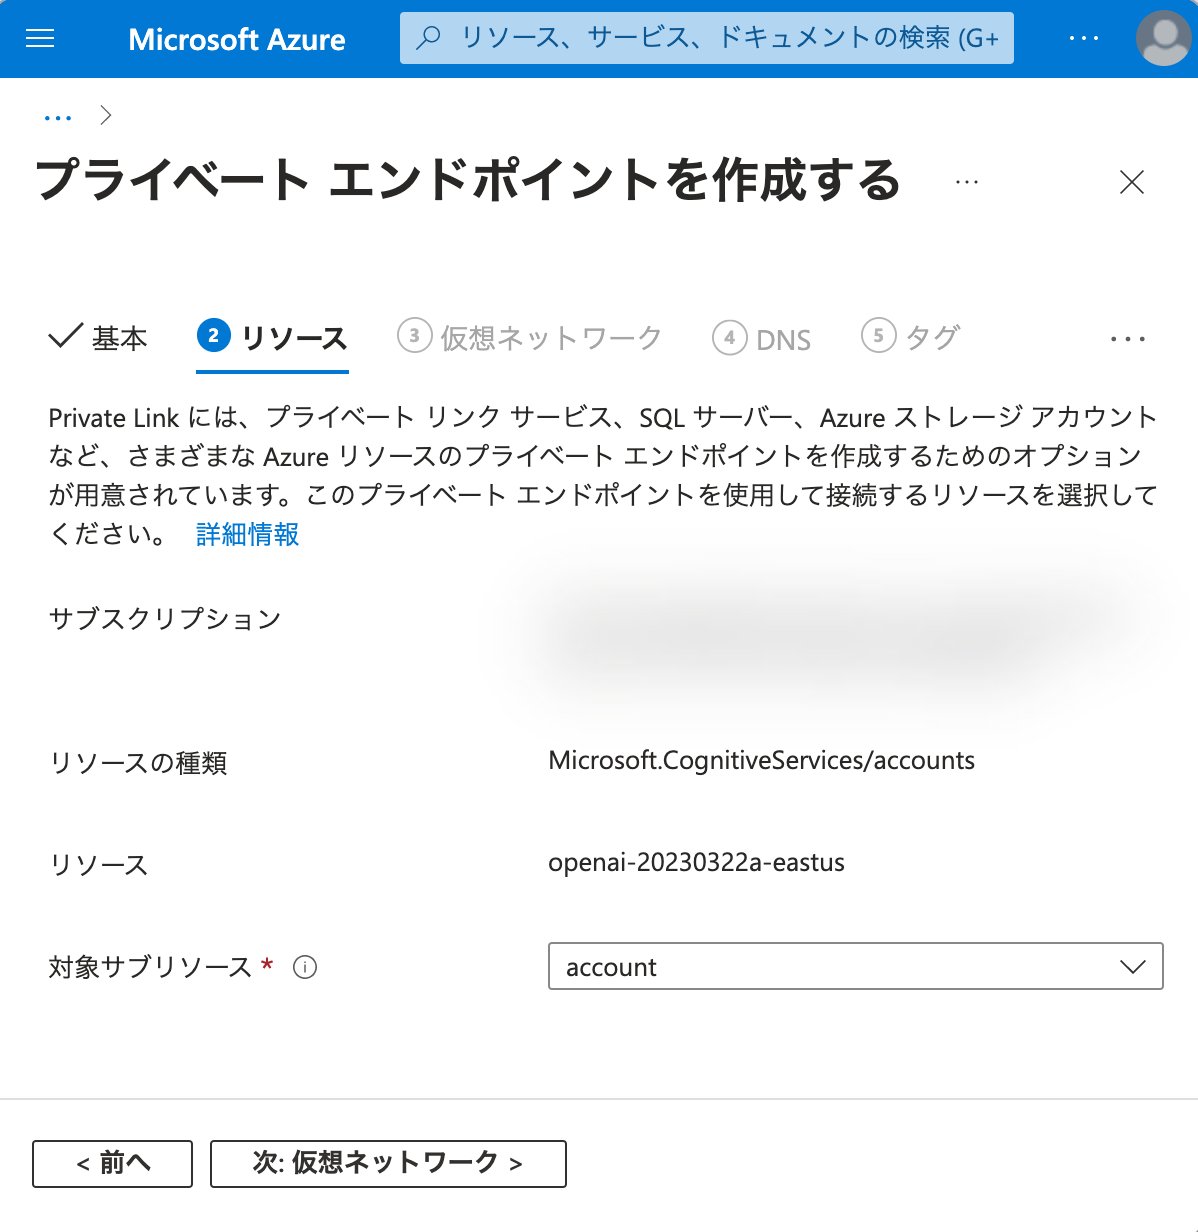 Microsoft Azure
リソース、サービス、ドキュメントの検索 (G+
...
... >
プライベート エンドポイントを作成する ...
基本
2 リソース
3 仮想ネットワーク
4 DNS
5 タグ
...
Private Link には、プライベート リンク サービス、SQL サーバー、Azure ストレージ アカウント
など、さまざまな Azure リソースのプライベート エンドポイントを作成するためのオプション
が用意されています。このプライベート エンドポイントを使用して接続するリソースを選択して
ください。 詳細情報
サブスクリプション
リソースの種類
Microsoft.CognitiveServices/accounts
リソース
openai-20230322a-eastus
対象サブリソース *
account
< 前へ
次: 仮想ネットワーク >